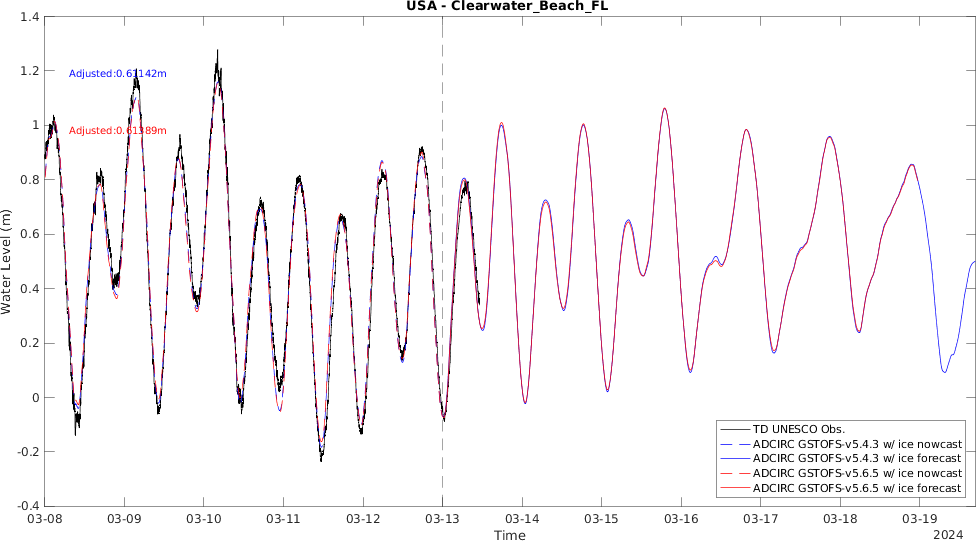 USA - Clearwater_Beach_FL
1.4
1.2
1
0.8
0.6
0.4
0.2
0
-0.2
-0.4
Water Level (m)
Adjusted:0.61142m
Adjusted:0.61389m
TD UNESCO Obs.
ADCIRC GSTOFS-v5.4.3 w/ ice nowcast
ADCIRC GSTOFS-v5.4.3 w/ ice forecast
ADCIRC GSTOFS-v5.6.5 w/ ice nowcast
ADCIRC GSTOFS-v5.6.5 w/ ice forecast
03-08 03-09 03-10 03-11 03-12 03-13 03-14 03-15 03-16 03-17 03-18 03-19
Time
2024